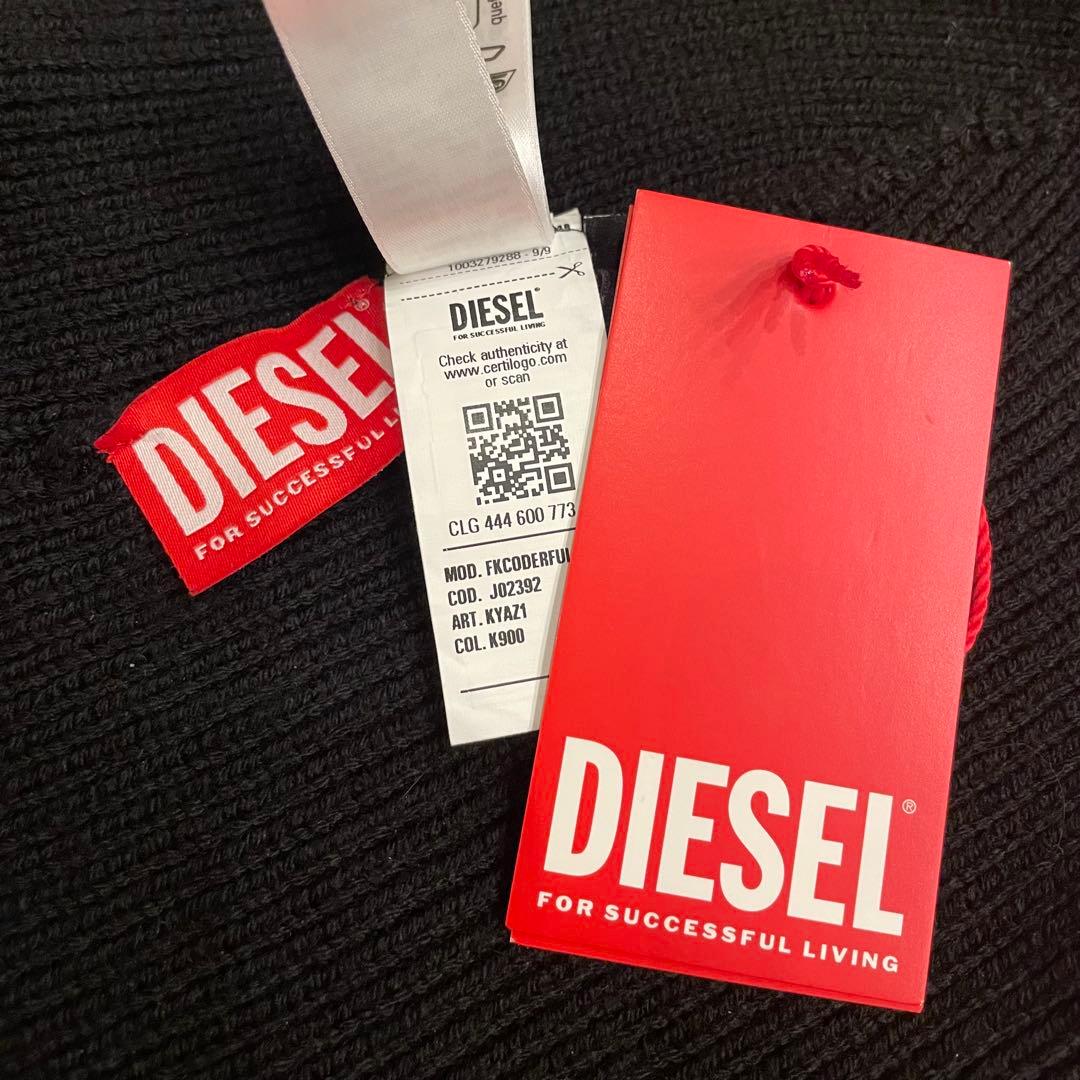 1003279288 - 9/9
DIESEL®
FOR SUCCESSFUL LIVING
Check authenticity at
www.certilogo.com
or scan
CLG 444 600 773
MOD. FKCODERFUL
COD. J02392
ART. KYAZ1
COL. K900
DIESEL®
FOR SUCCESSFUL LI
DIESEL®
FOR SUCCESSFUL LIVING